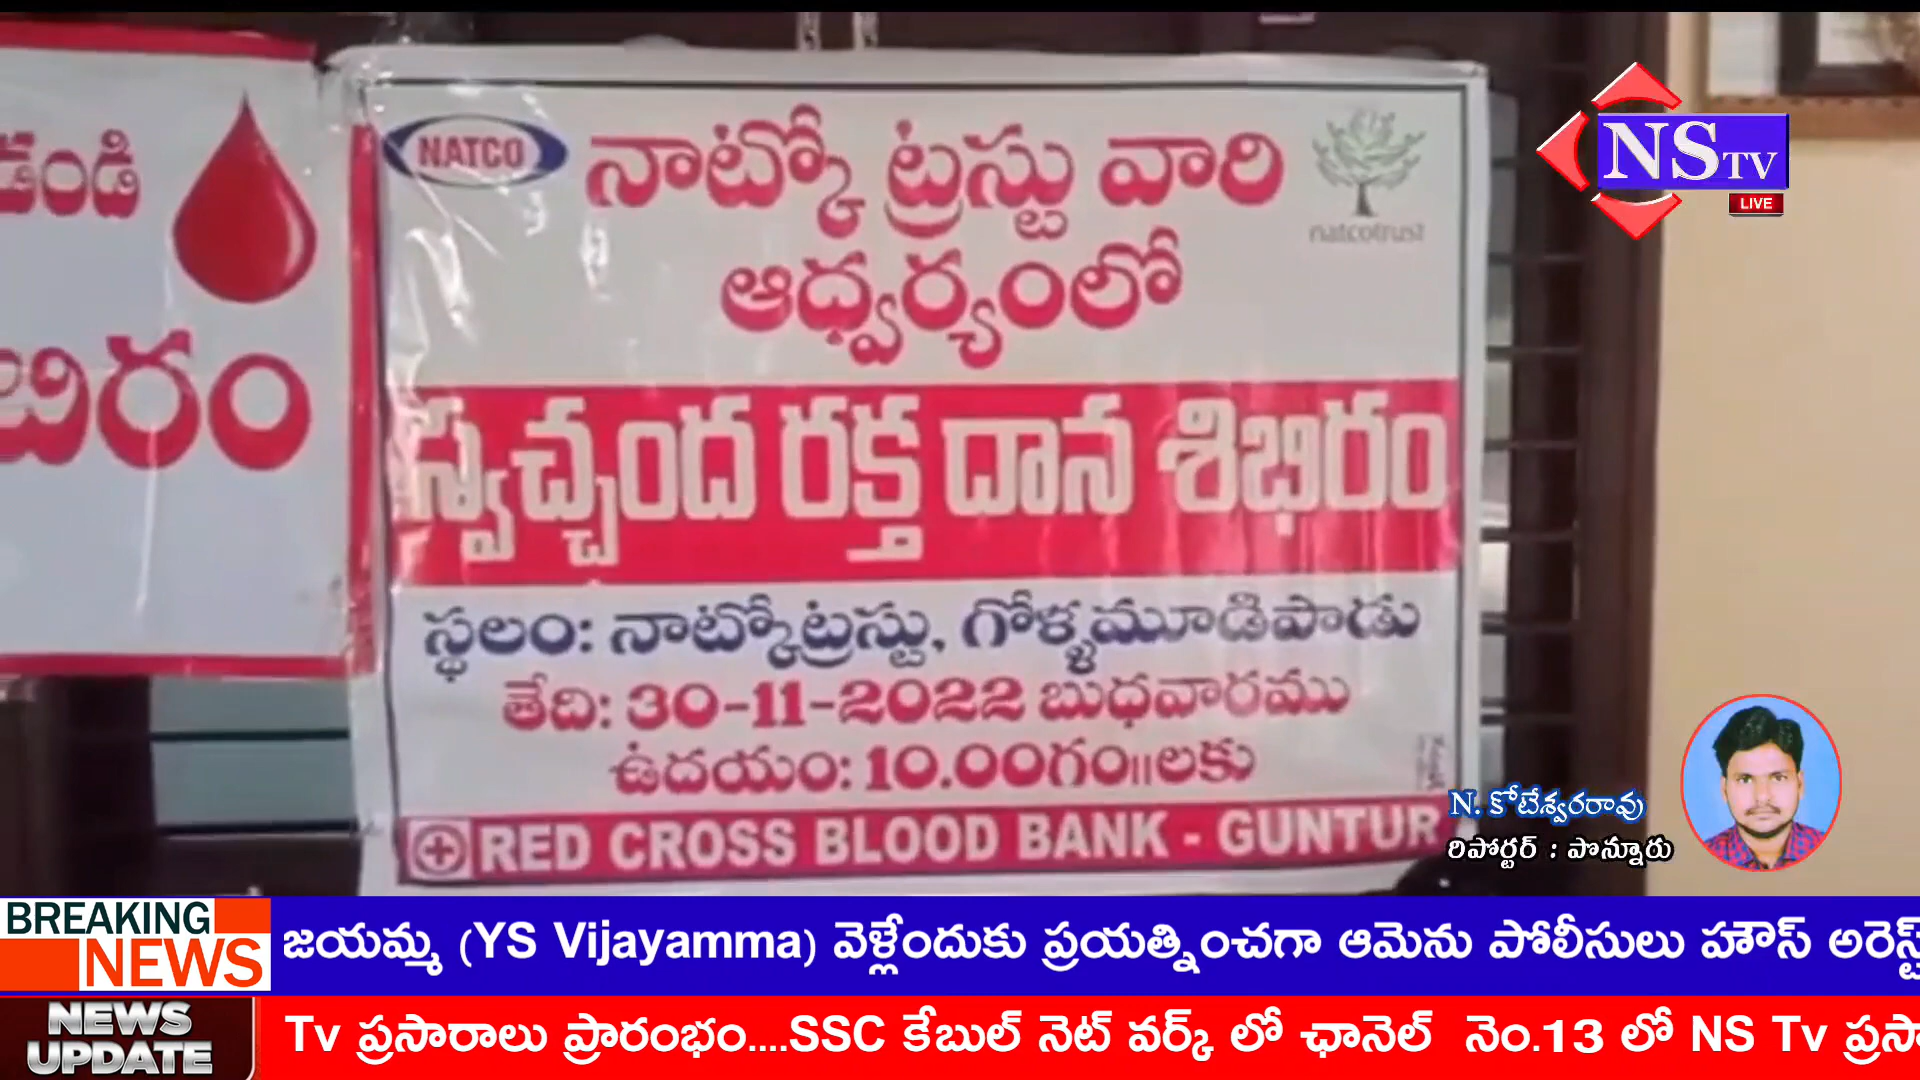 డండి
బిరం
NATCO
నాట్కో ట్రస్టు వారి
natcotrust
ఆధ్వర్యంలో
స్వచ్చంద రక్త దాన శిభిరం
స్థలం: నాట్కోట్రస్టు, గోళ్ళమూడిపాడు
తేది: 30-11-2022 బుధవారము
ఉదయం: 10.00గం॥లకు
RED CROSS BLOOD BANK - GUNTUR
NS TV
LIVE
N. కోటేశ్వరరావు
రిపోర్టర్ : పొన్నూరు
BREAKING NEWS
జయమ్మ (YS Vijayamma) వెళ్లేందుకు ప్రయత్నించగా ఆమెను పోలీసులు హౌస్ అరెస్ట్
NEWS UPDATE
Tv ప్రసారాలు ప్రారంభం....SSC కేబుల్ నెట్ వర్క్ లో ఛానెల్ నెం.13 లో NS Tv ప్రసా